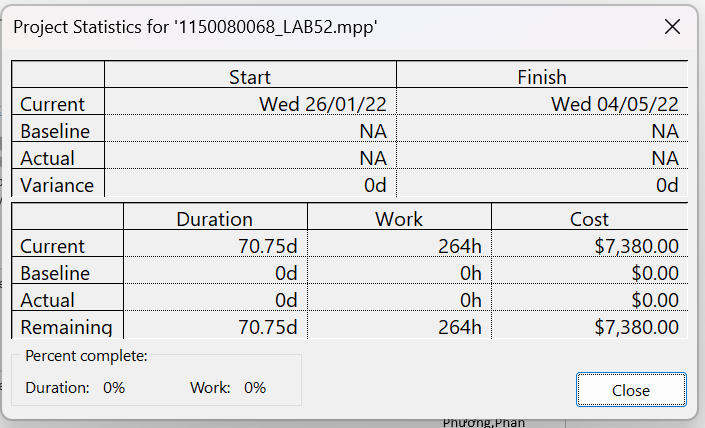 Project Statistics for '1150080068_LAB52.mpp'
Start Finish
Current Wed 26/01/22 Wed 04/05/22
Baseline NA NA
Actual NA NA
Variance 0d 0d
Duration Work Cost
Current 70.75d 264h $7,380.00
Baseline 0d 0h $0.00
Actual 0d 0h $0.00
Remaining 70.75d 264h $7,380.00
Percent complete:
Duration: 0% Work: 0%
Close
Phương,Phan